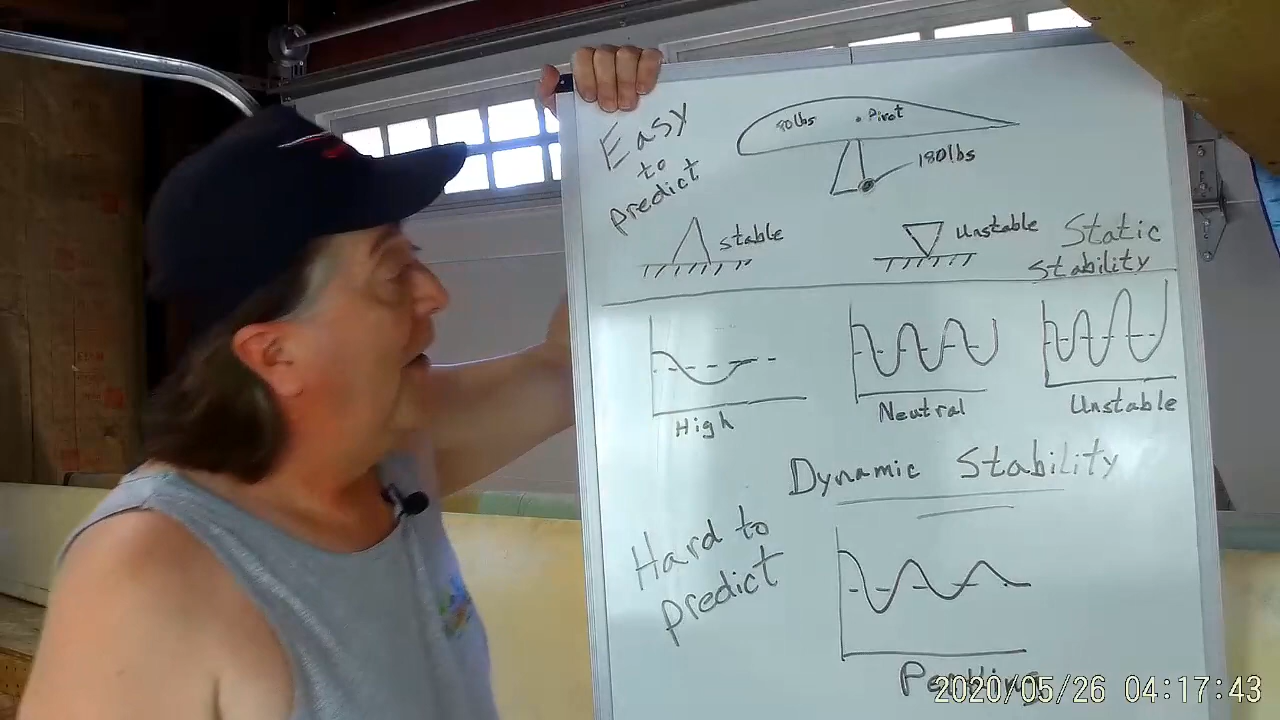 Easy
to
predict
80lbs
Pivot
180lbs
stable
Unstable
Static
Stability
High
Neutral
Unstable
Dynamic Stability
Hard to
predict
2020/05/26 04:17:43